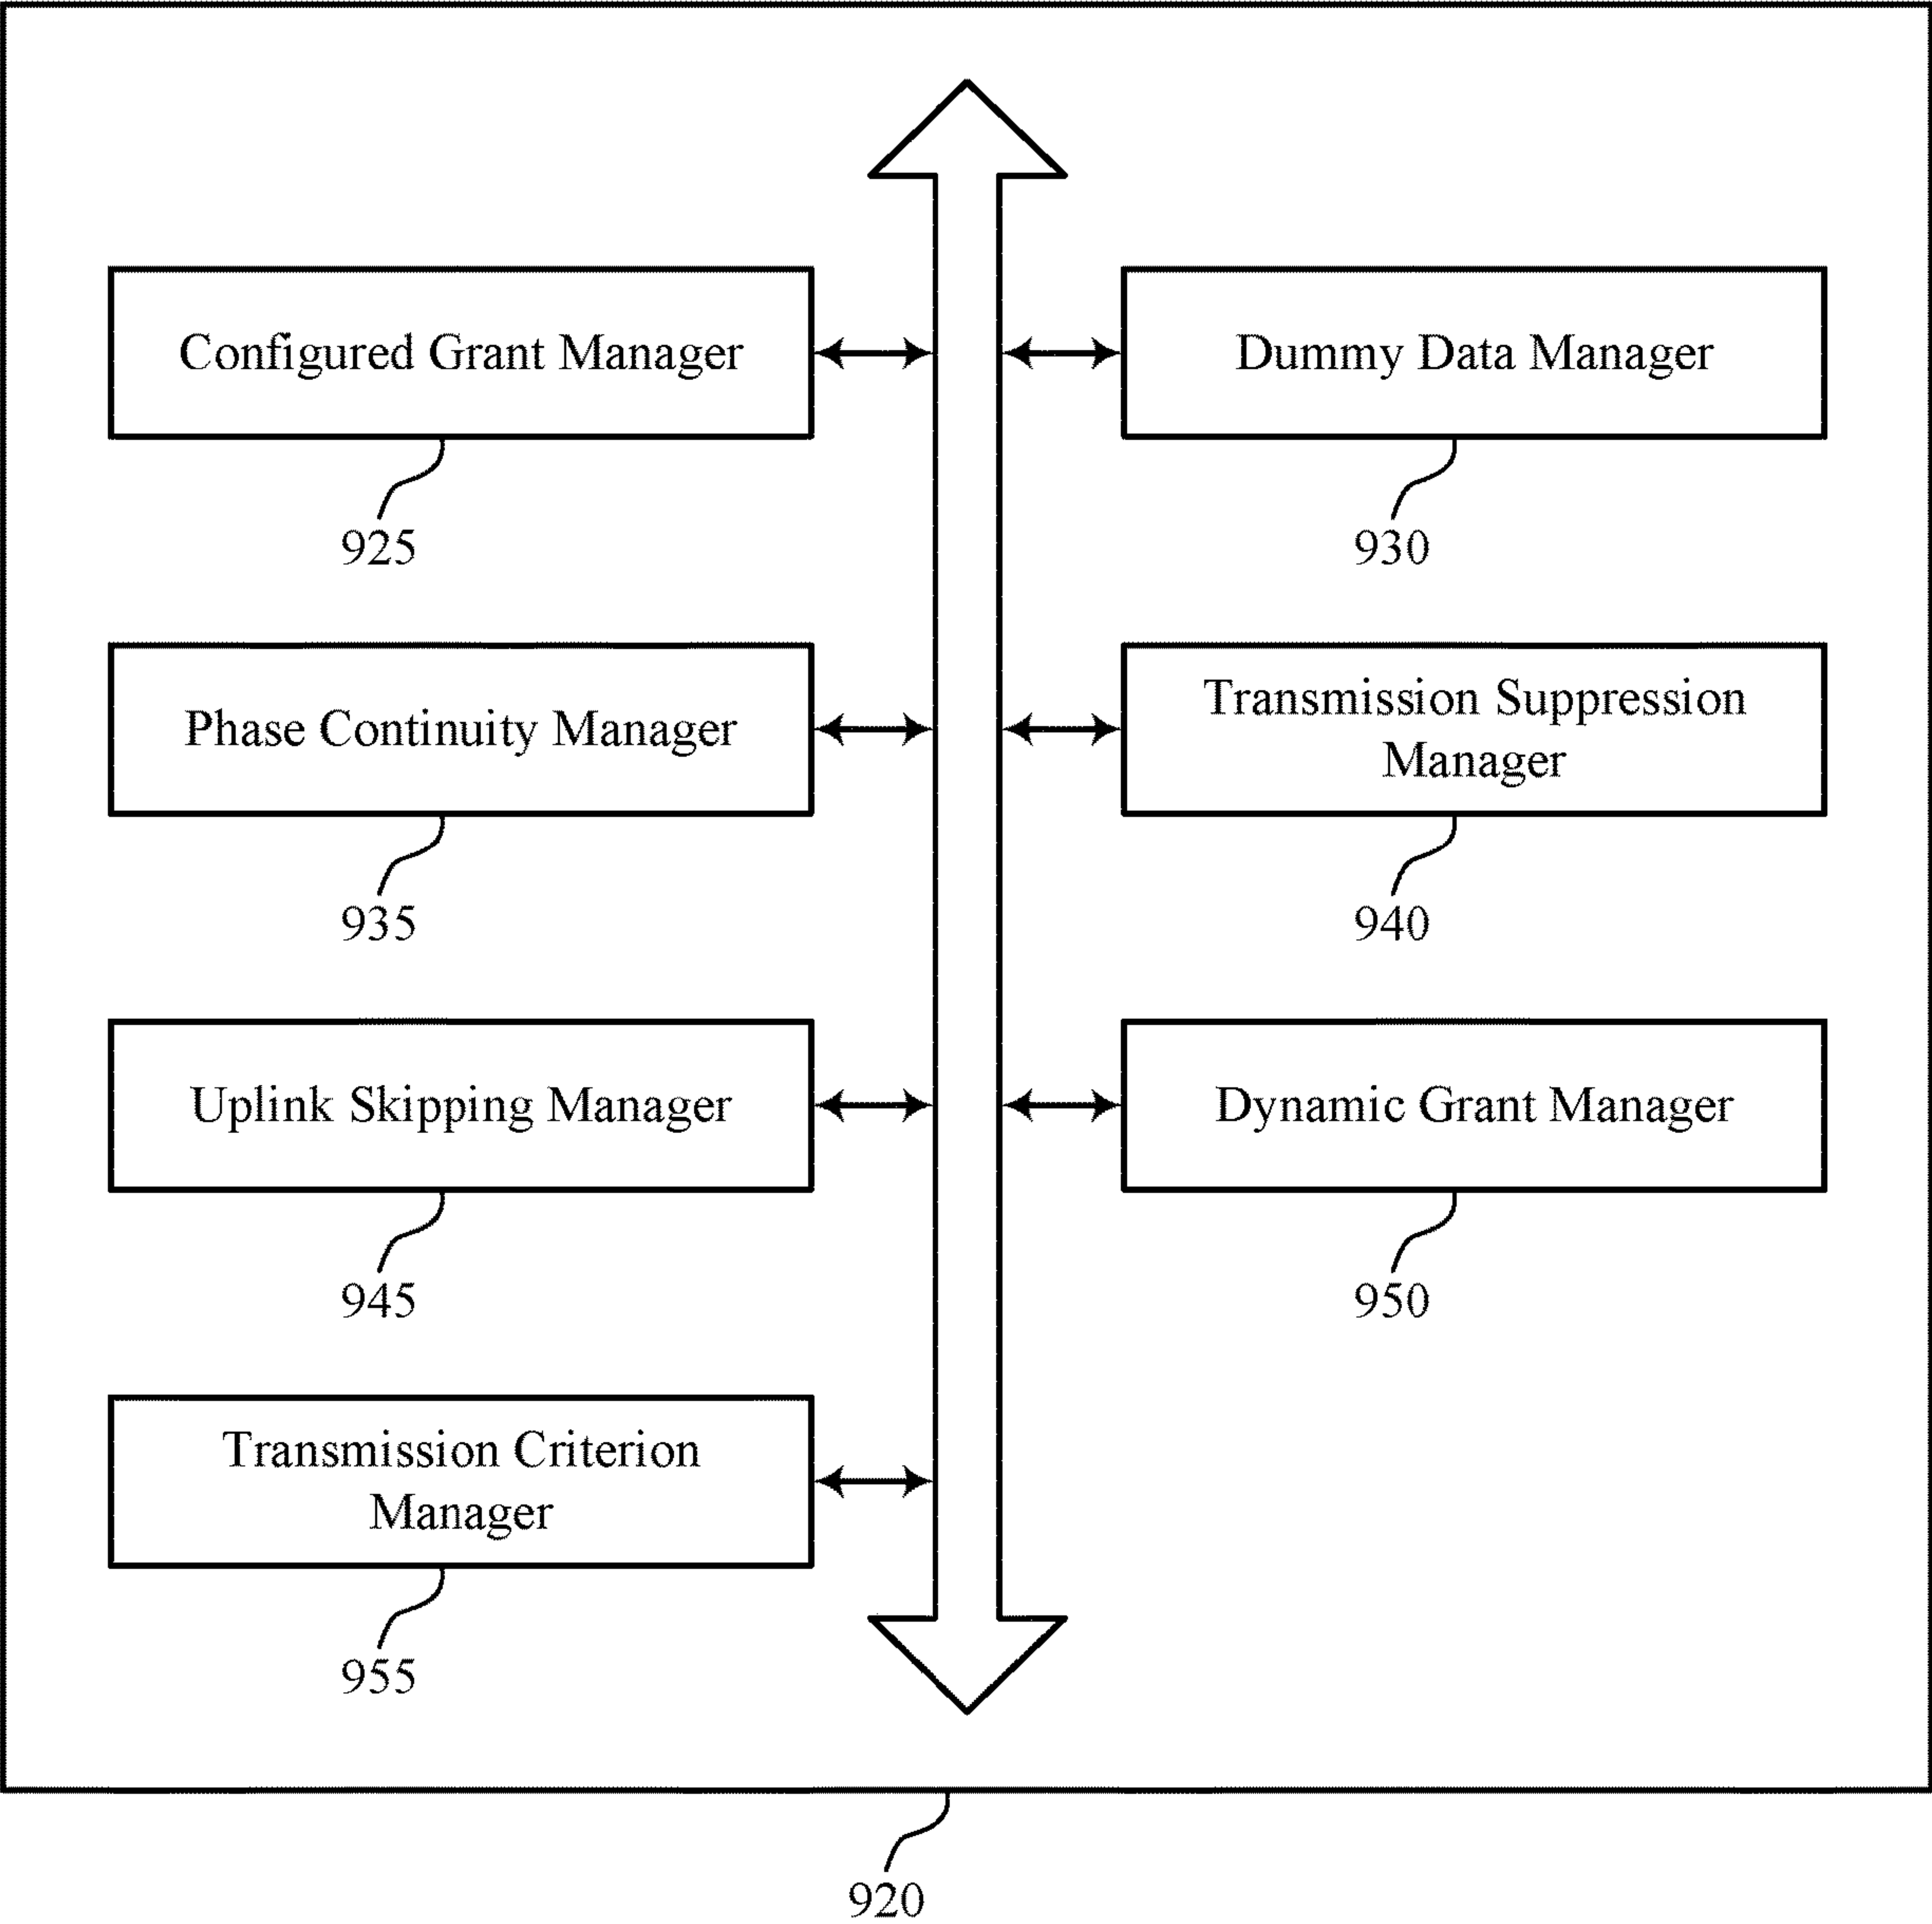 Configured Grant Manager
925
Dummy Data Manager
930
Phase Continuity Manager
935
Transmission Suppression
Manager
940
Uplink Skipping Manager
945
Dynamic Grant Manager
950
Transmission Criterion
Manager
955
920